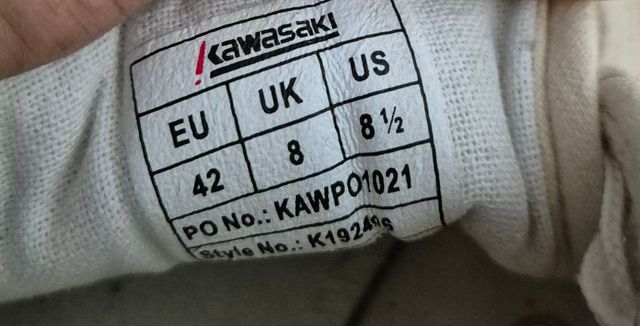 Kawasaki
EU UK US
42 8 8 ½
PO No.: KAWPO1021
Style No.: